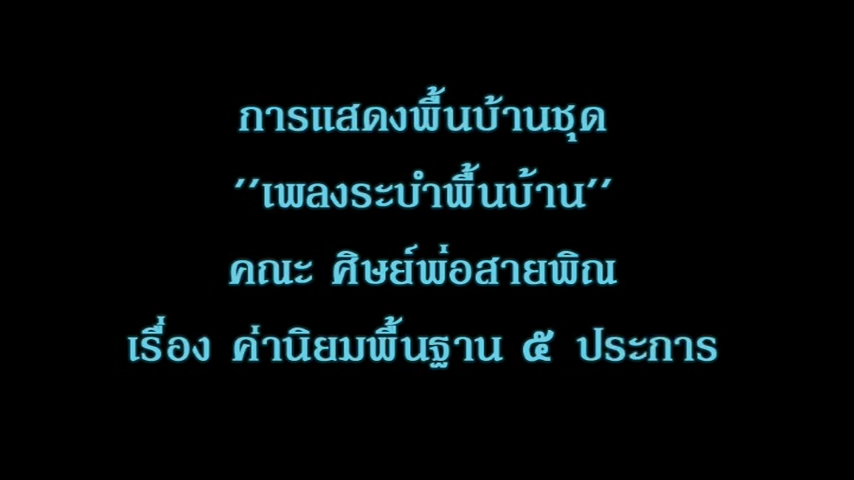 การแสดงพื้นบ้านชุด
′′เพลงระบำพื้นบ้าน′′
คณะ ศิษย์พ่อสายพิณ
เรื่อง ค่านิยมพื้นฐาน ๕ ประการ